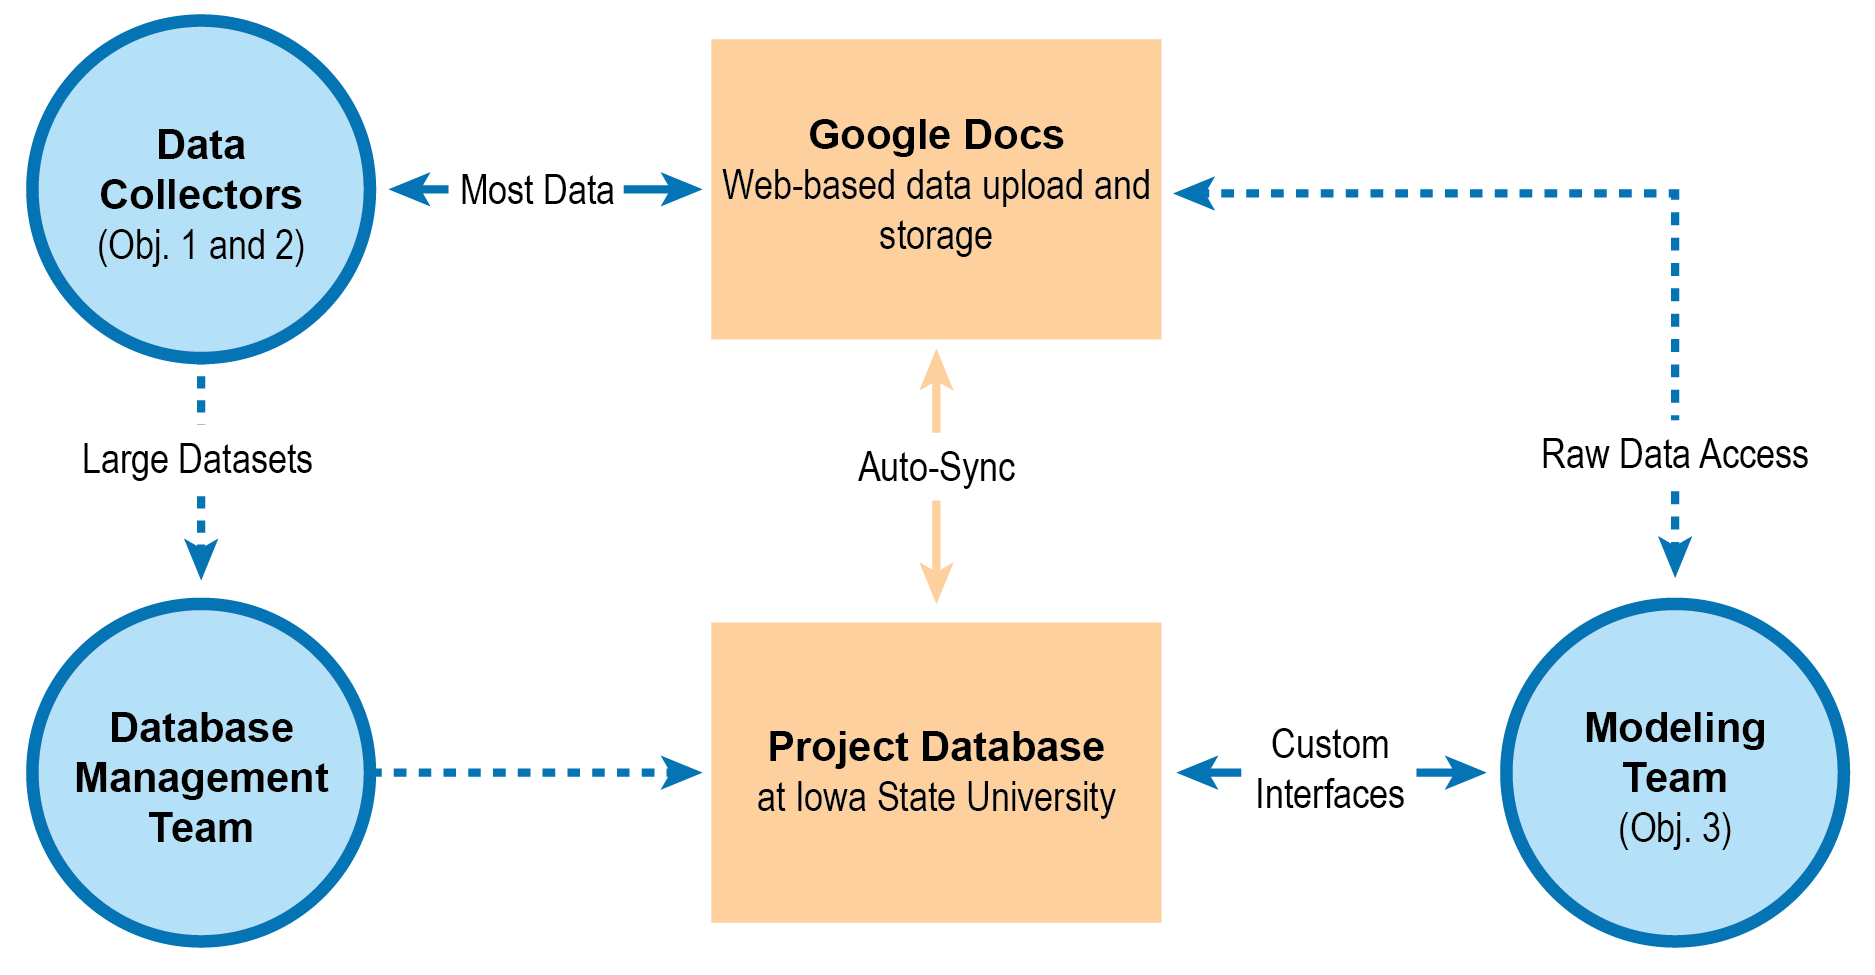 Data
Collectors
(Obj. 1 and 2)
Most Data
Google Docs
Web-based data upload and
storage
Large Datasets
Auto-Sync
Raw Data Access
Database
Management
Team
Project Database
at Iowa State University
Custom
Interfaces
Modeling
Team
(Obj. 3)